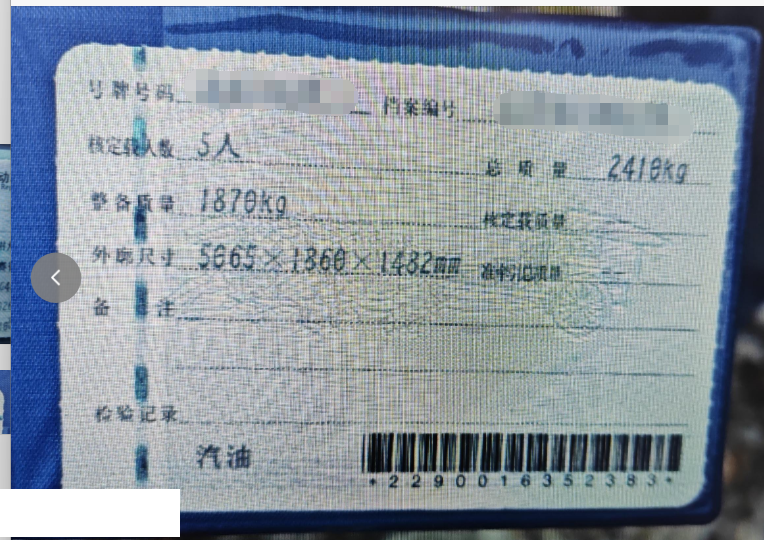 号牌号码 档案编号
核定载人数 5人 总质量 2410kg
整备质量 1870kg 核定载质量
外廓尺寸 5065×1860×1482mm 准牵引总质量
备注
检验记录
汽油
*2290016352383*